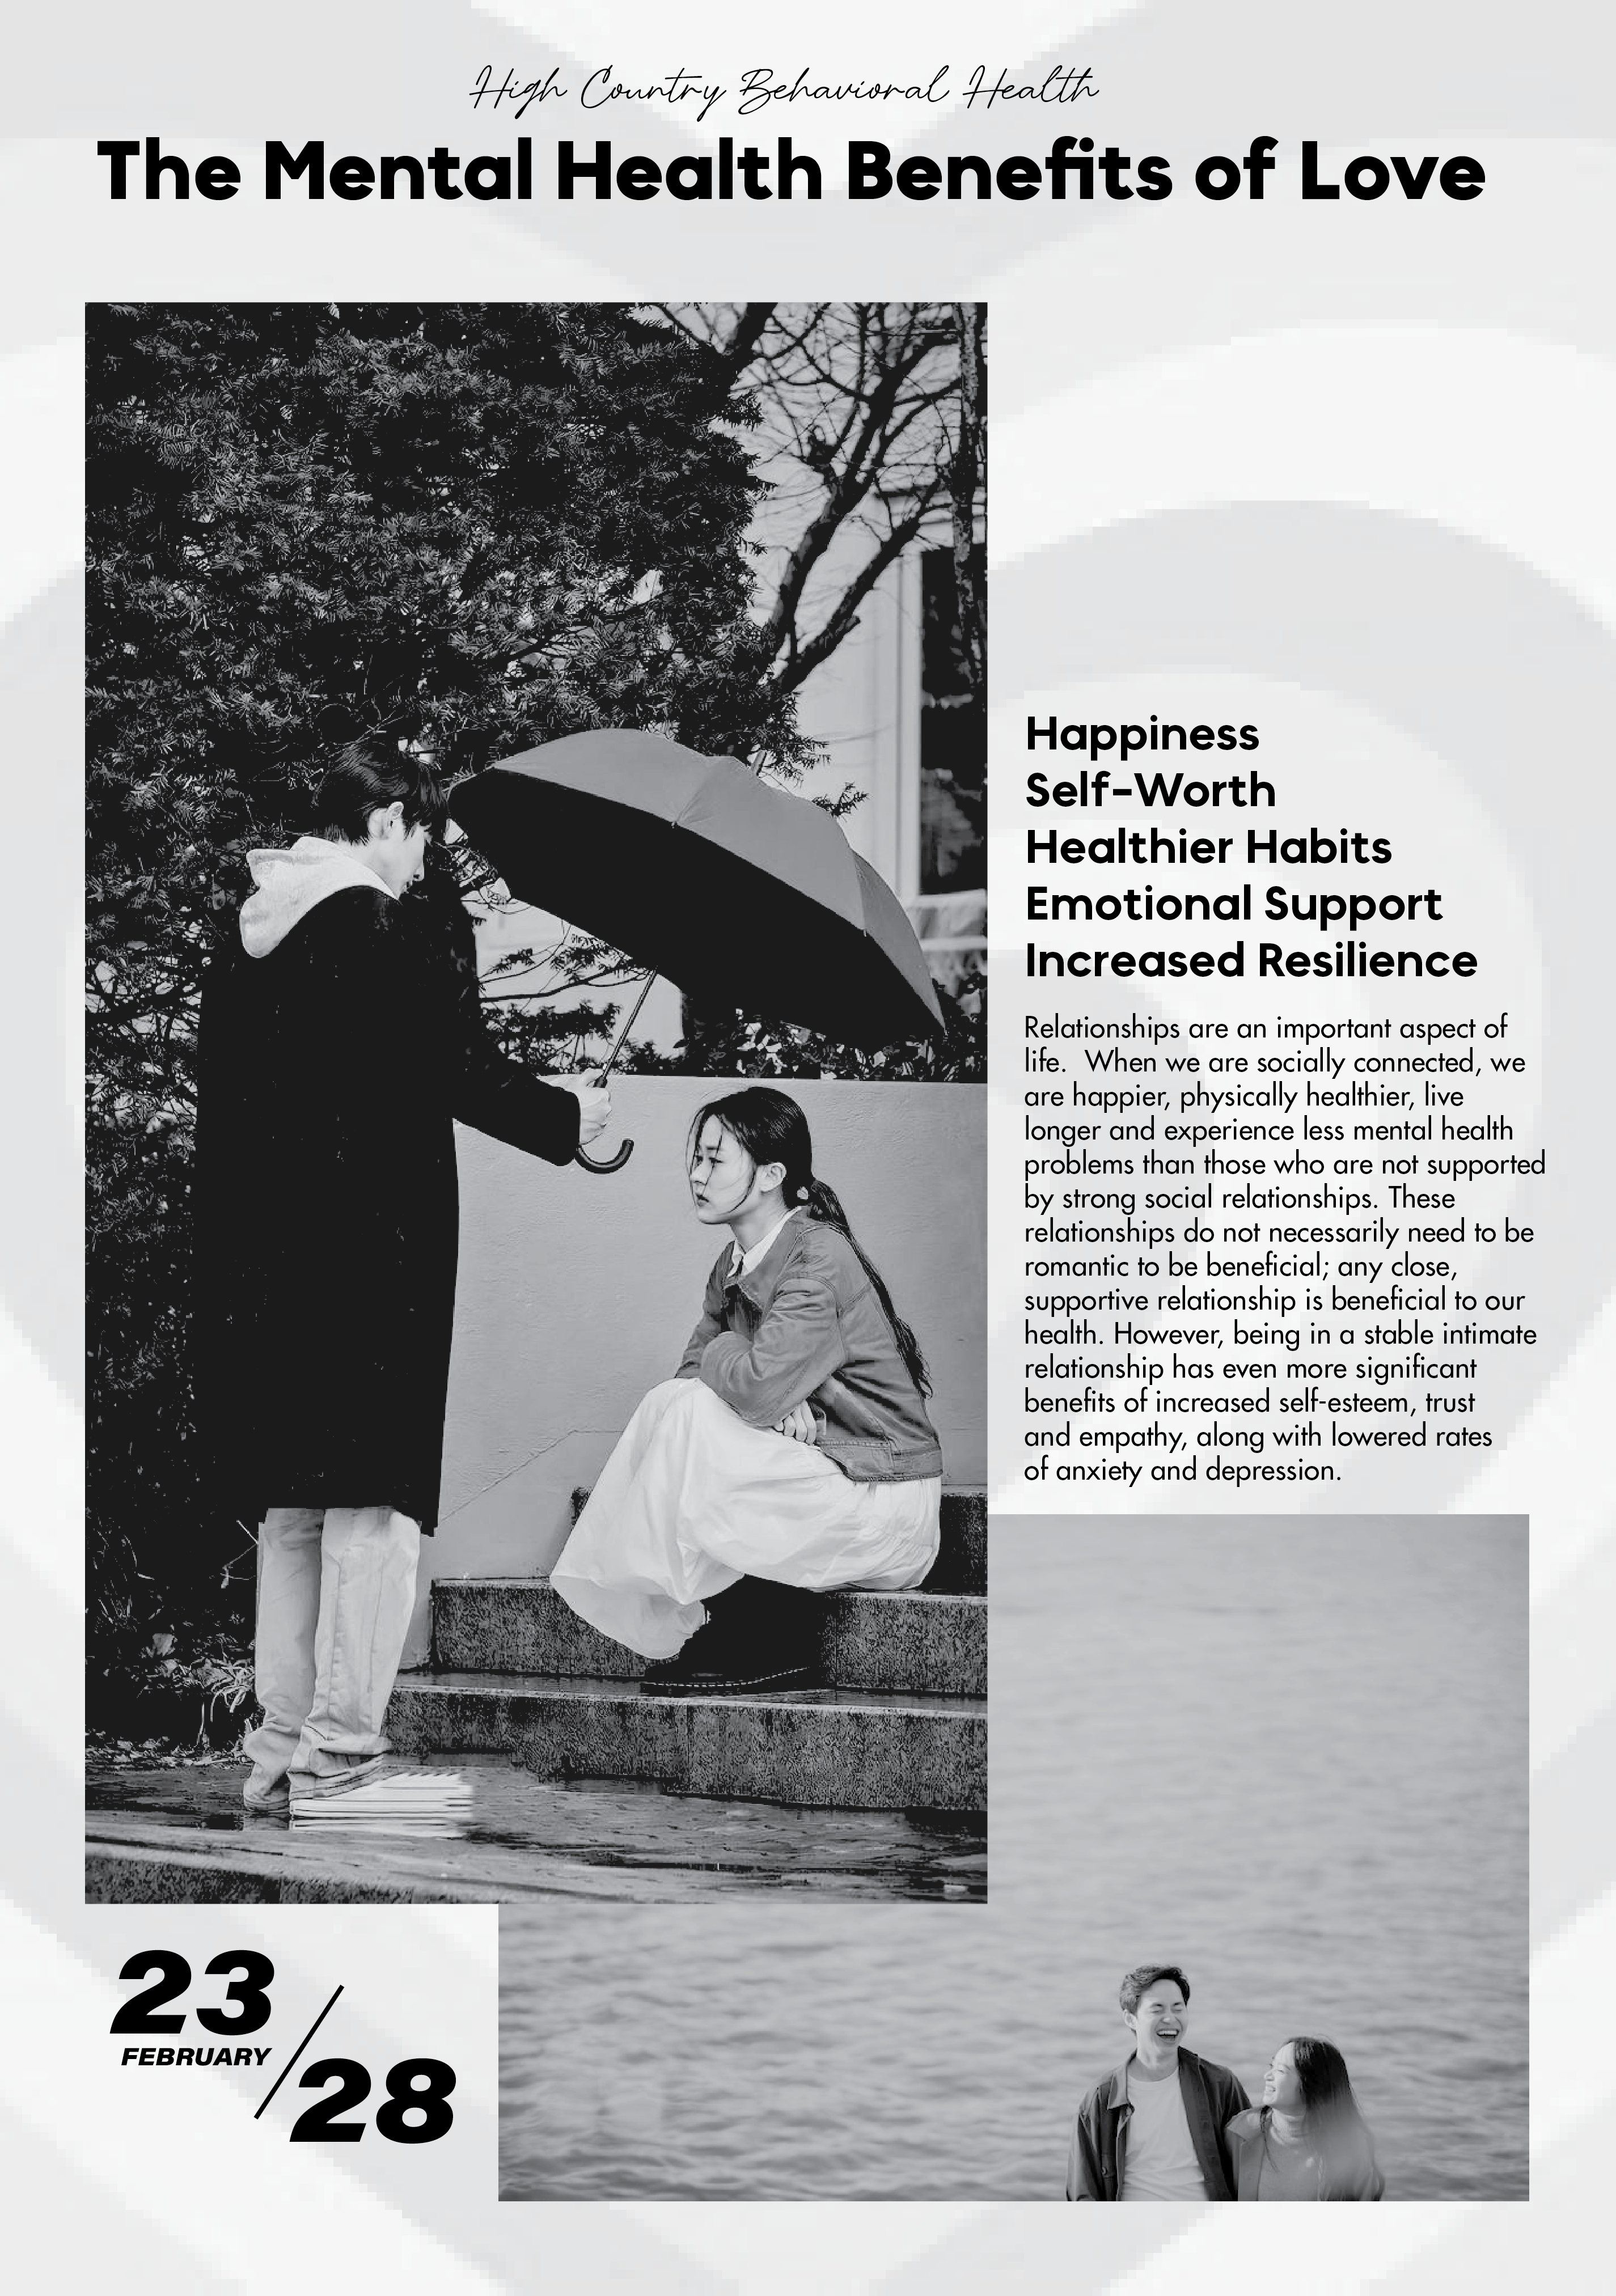 High Country Behavioral Health
The Mental Health Benefits of Love
Happiness
Self-Worth
Healthier Habits
Emotional Support
Increased Resilience
Relationships are an important aspect of
life.  When we are socially connected, we
are happier, physically healthier, live
longer and experience less mental health
problems than those who are not supported
by strong social relationships. These
relationships do not necessarily need to be
romantic to be beneficial; any close,
supportive relationship is beneficial to our
health. However, being in a stable intimate
relationship has even more significant
benefits of increased self-esteem, trust
and empathy, along with lowered rates
of anxiety and depression.
23
FEBRUARY
28